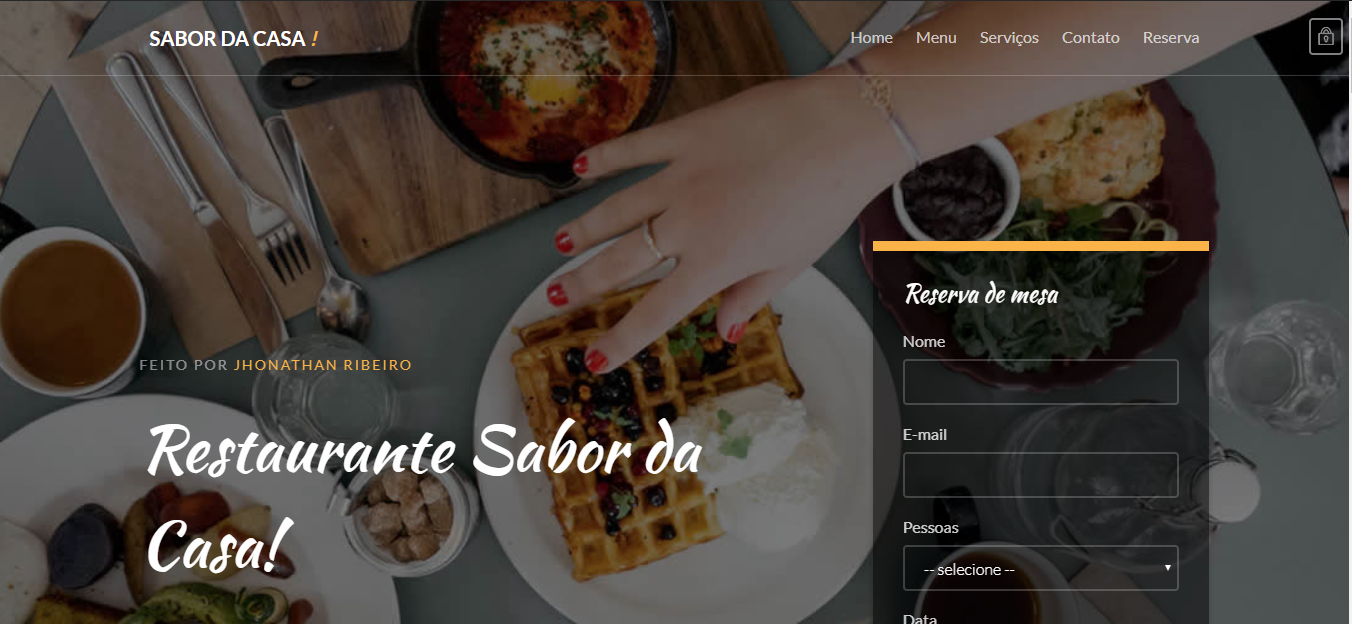 SABOR DA CASA !
Home Menu Serviços Contato Reserva
FEITO POR JHONATHAN RIBEIRO
Restaurante Sabor da
Casa!
Reserva de mesa
Nome
E-mail
Pessoas
-- selecione --
Data